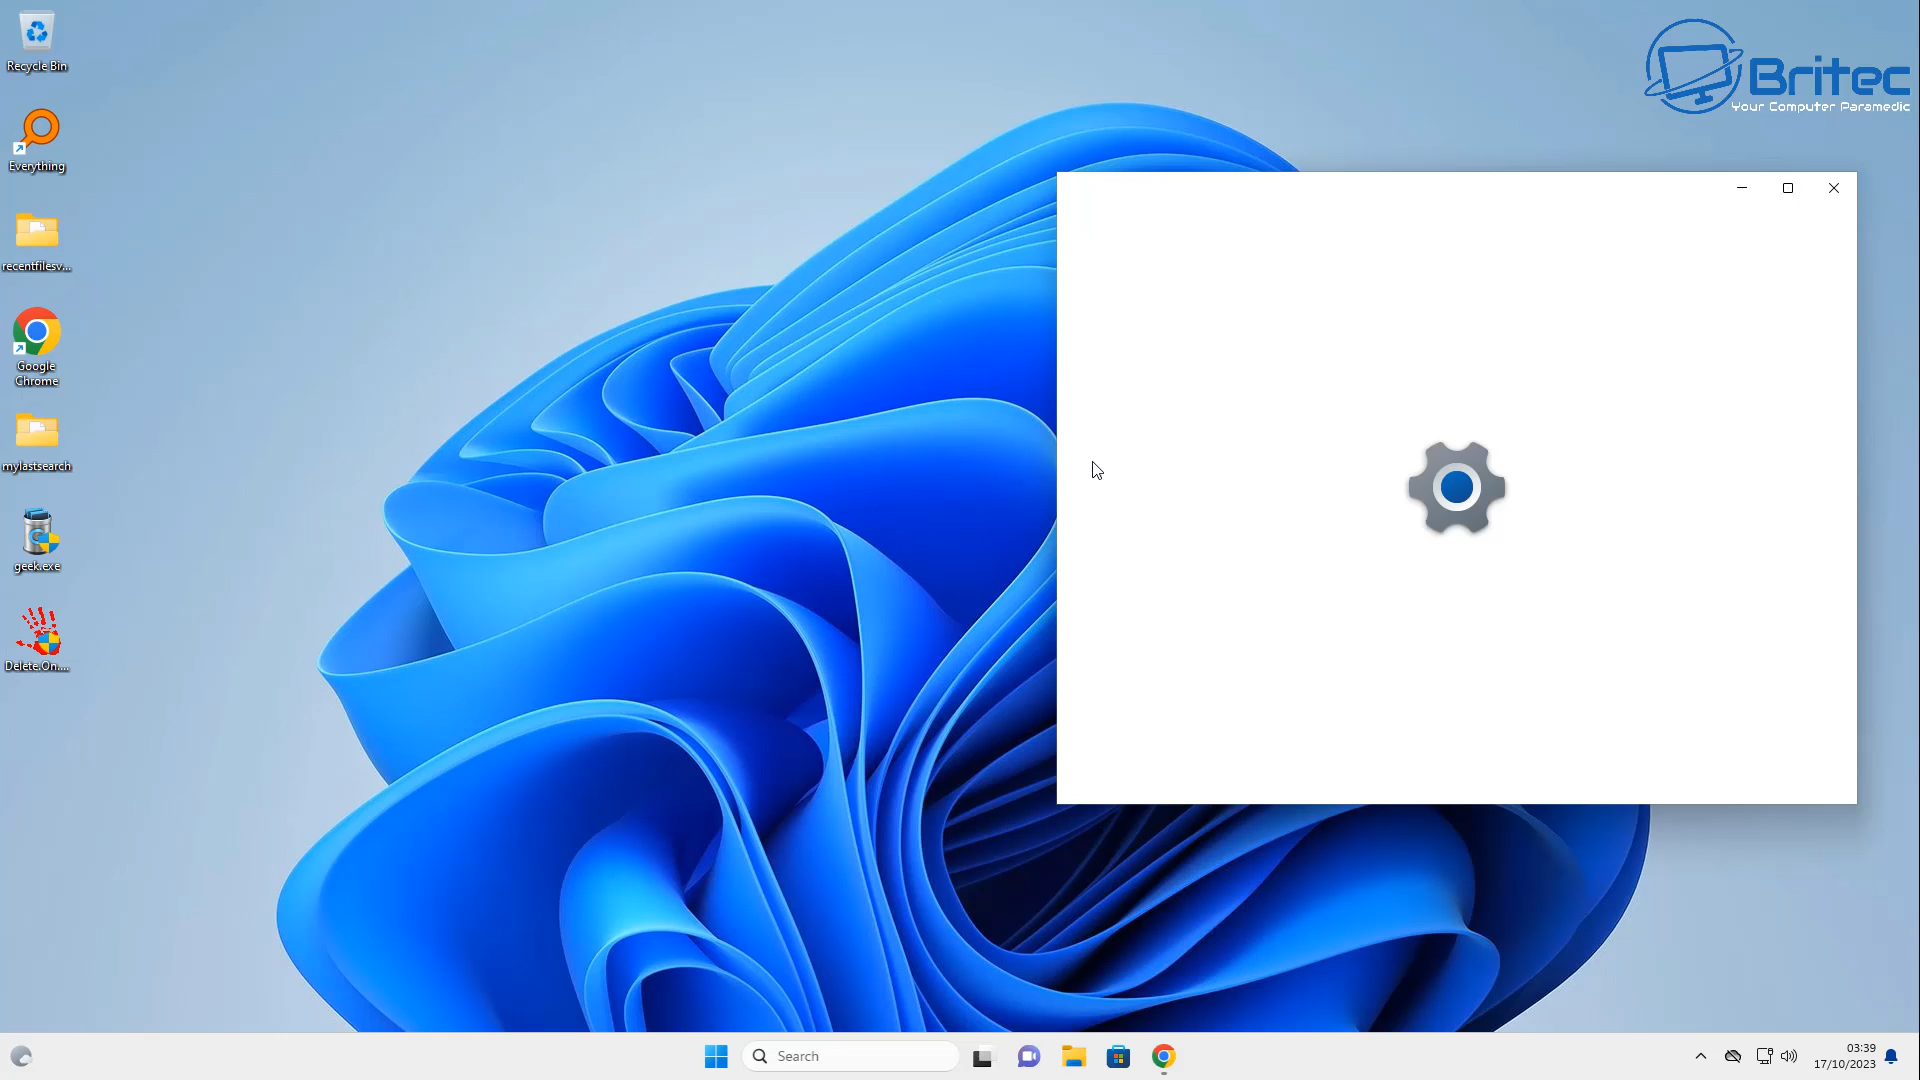 Recycle Bin
Everything
recentfilesv...
Google
Chrome
mylastsearch
geek.exe
Delete.On....
Britec
Your Computer Paramedic
Search
03:39
17/10/2023